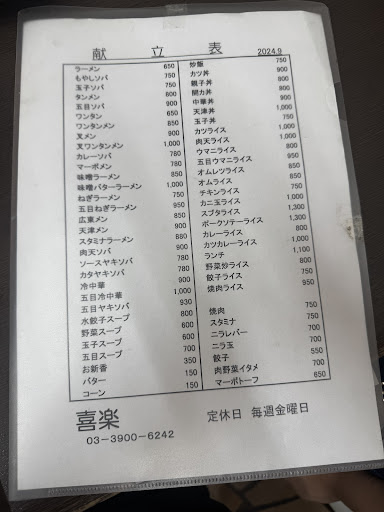 献立表 2024.9
ラーメン 650
もやしソバ 750
玉子ソバ 750
タンメン 800
五目ソバ 900
ワンタン 650
ワンタンメン 850
叉メン 900
叉ワンタンメン 1,000
カレーソバ 780
マーボメン 780
味噌ラーメン 850
味噌バターラーメン 1,000
ねぎラーメン 750
五目ねぎラーメン 950
広東メン 850
天津メン 900
スタミナラーメン 880
肉天ソバ 900
ソースヤキソバ 780
カタヤキソバ 780
冷中華 900
五目冷中華 1,000
五目ヤキソバ 930
水餃子スープ 800
野菜スープ 600
玉子スープ
五目スープ 700
お新香 350
バター 150
コーン 150
炒飯 750
カツ丼 900
親子丼 800
開力丼 800
中華丼 900
天津丼 850
玉子丼 750
カツライス 1,000
肉天ライス 1,000
ウマニライス 800
五目ウマニライス 950
オムレツライス 850
オムライス 850
チキンライス 750
カニ玉ライス 1,000
スブタライス 1,300
ポークソテーライス 1,300
カレーライス 800
カツカレーライス 1,000
ランチ 1,100
野菜炒ライス 800
餃子ライス 750
焼肉ライス 950
焼肉 750
スタミナ 750
ニラレバー 700
ニラ玉 700
餃子 550
肉野菜イタメ 700
マーボトーフ 650
喜楽 定休日 毎週金曜日
03-3900-6242